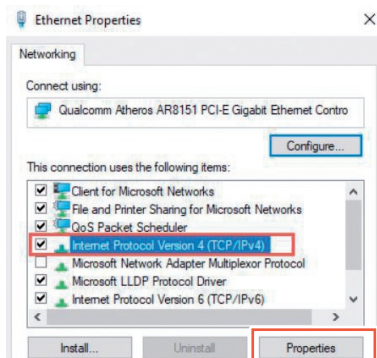 Ethernet Properties
Networking
Connect using:
Qualcomm Atheros AR8151 PCI-E Gigabit Ethernet Contro
Configure...
This connection uses the following items:
Client for Microsoft Networks
File and Printer Sharing for Microsoft Networks
QoS Packet Scheduler
Internet Protocol Version 4 (TCP/IPv4)
Microsoft Network Adapter Multiplexor Protocol
Microsoft LLDP Protocol Driver
Internet Protocol Version 6 (TCP/IPv6)
Install... Uninstall Properties